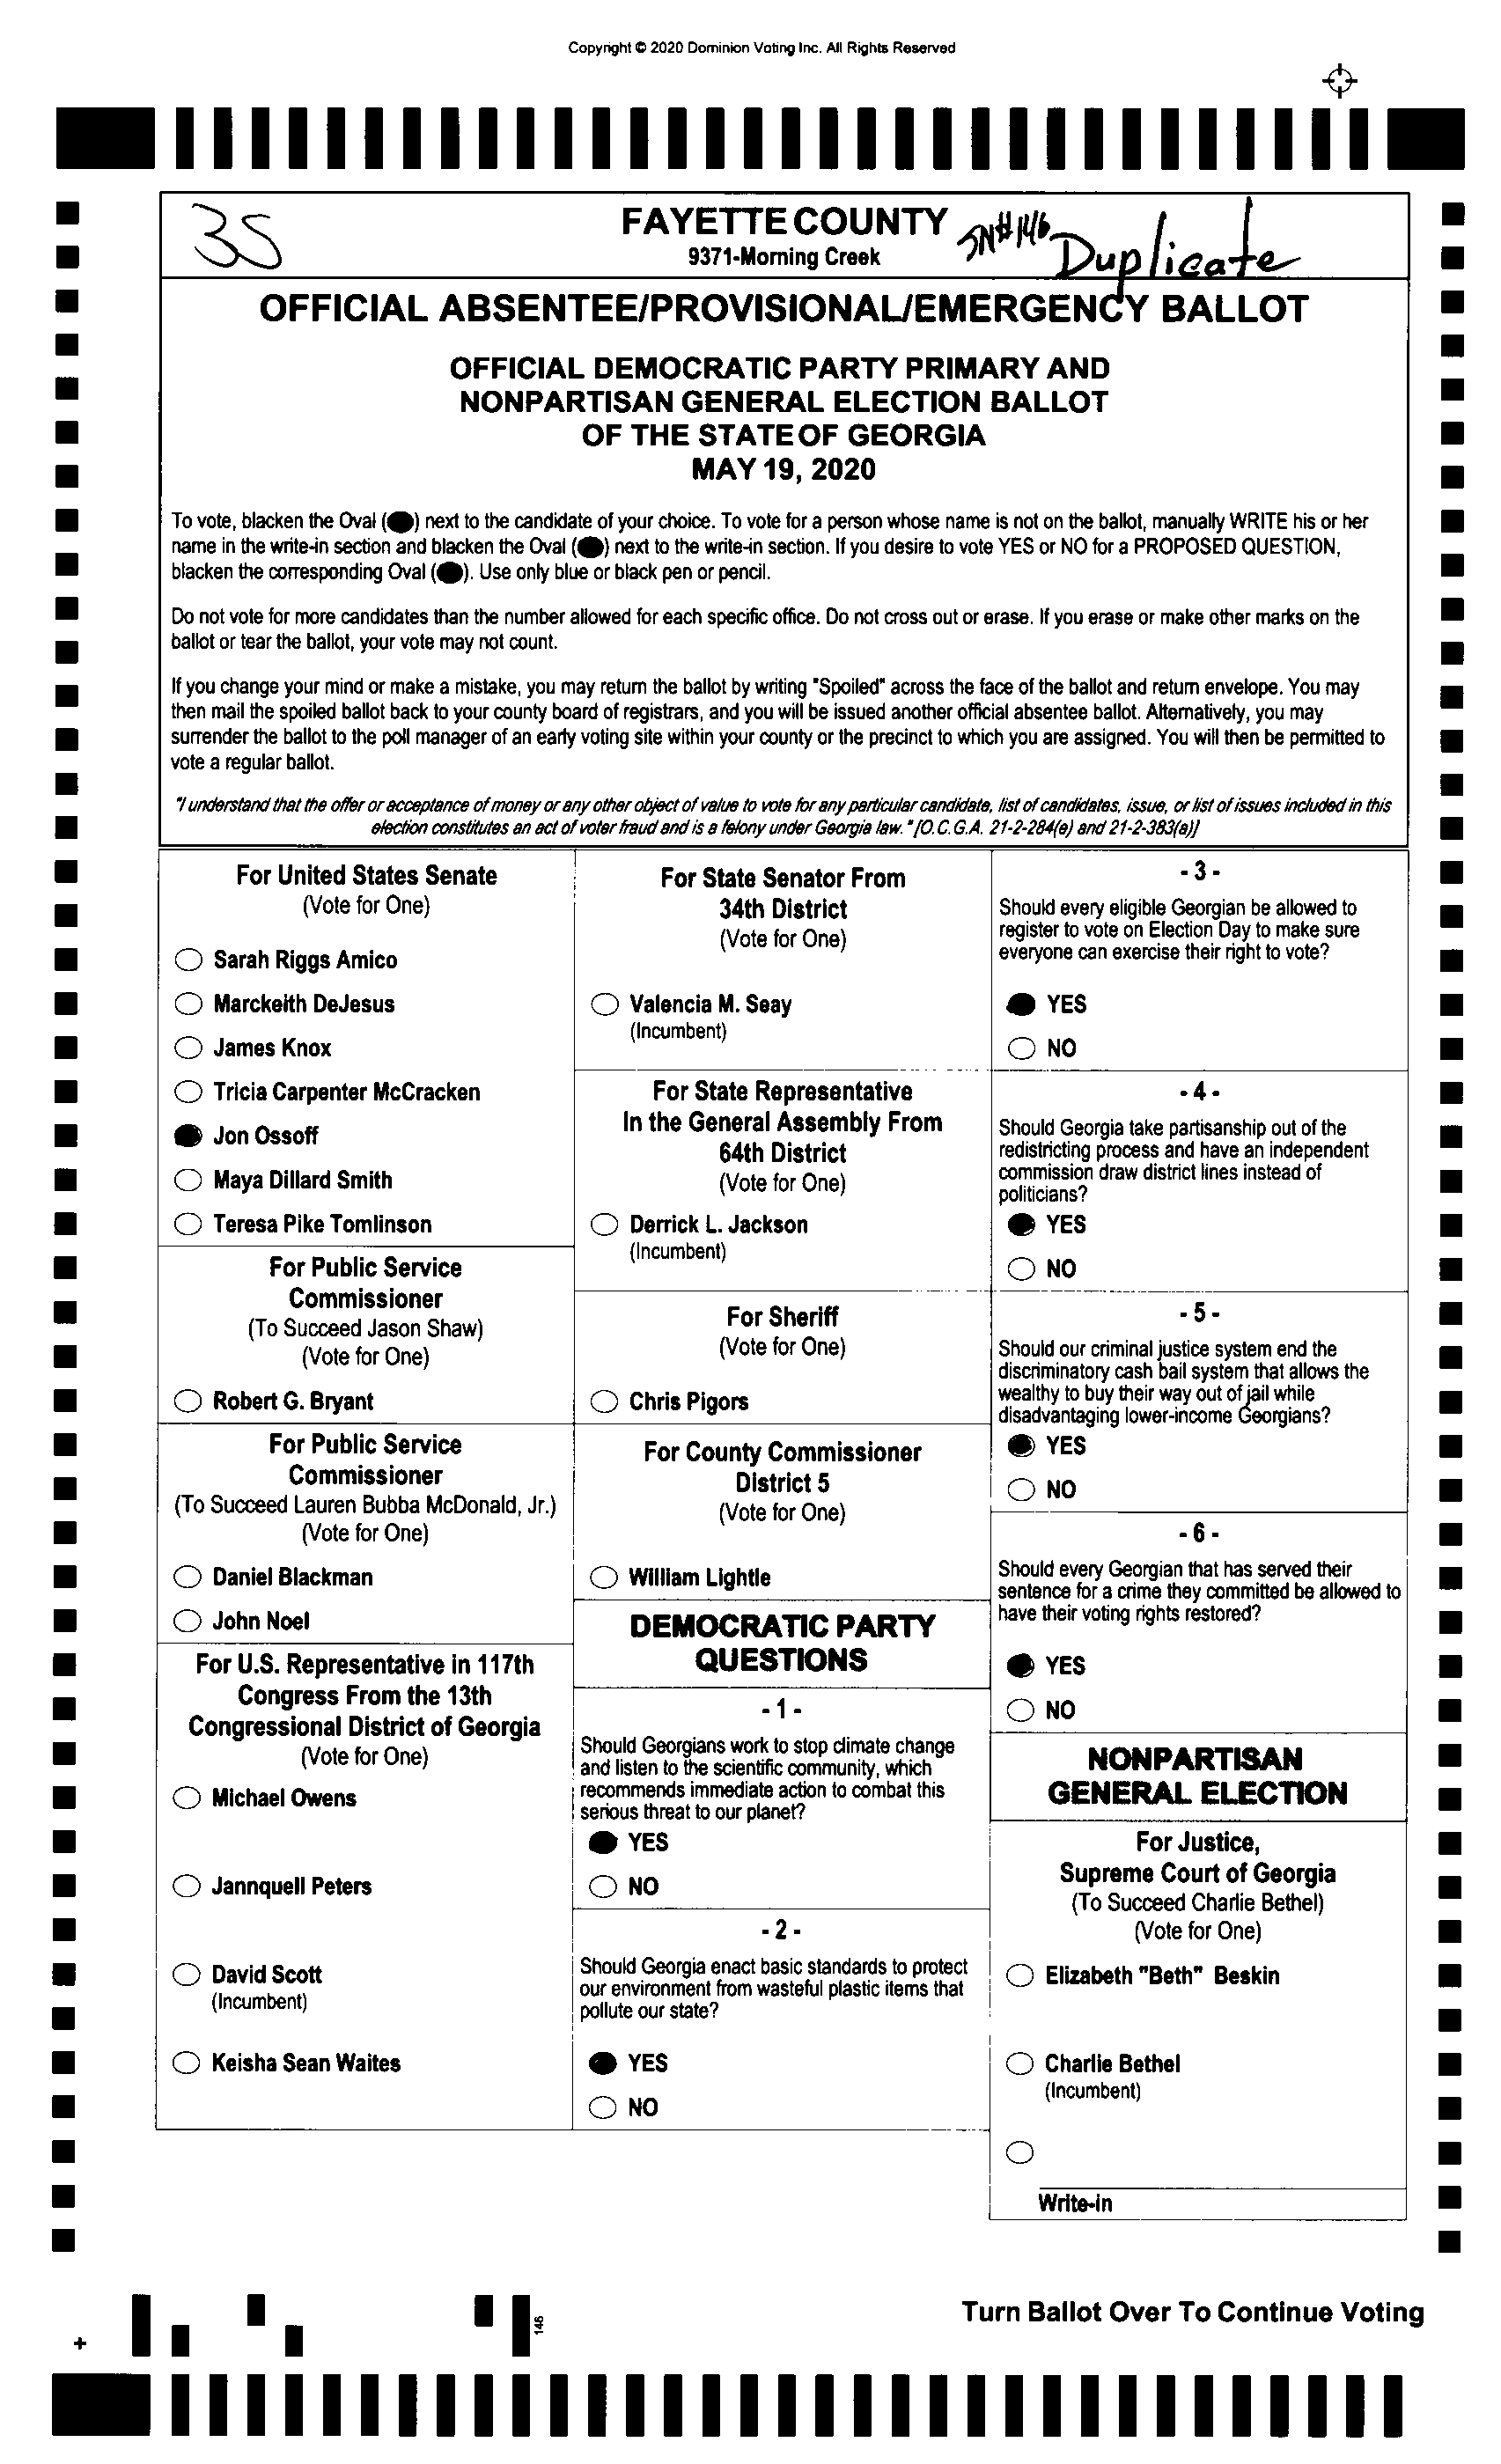 Copyright © 2020 Dominion Voting Inc. All Rights Reserved
35
FAYETTE COUNTY
9371-Morning Creek
SN# 146
Duplicate
OFFICIAL ABSENTEE/PROVISIONAL/EMERGENCY BALLOT
OFFICIAL DEMOCRATIC PARTY PRIMARY AND
NONPARTISAN GENERAL ELECTION BALLOT
OF THE STATE OF GEORGIA
MAY 19, 2020
To vote, blacken the Oval (●) next to the candidate of your choice. To vote for a person whose name is not on the ballot, manually WRITE his or her
name in the write-in section and blacken the Oval (●) next to the write-in section. If you desire to vote YES or NO for a PROPOSED QUESTION,
blacken the corresponding Oval (●). Use only blue or black pen or pencil.
Do not vote for more candidates than the number allowed for each specific office. Do not cross out or erase. If you erase or make other marks on the
ballot or tear the ballot, your vote may not count.
If you change your mind or make a mistake, you may return the ballot by writing "Spoiled" across the face of the ballot and return envelope. You may
then mail the spoiled ballot back to your county board of registrars, and you will be issued another official absentee ballot. Alternatively, you may
surrender the ballot to the poll manager of an early voting site within your county or the precinct to which you are assigned. You will then be permitted to
vote a regular ballot.
"I understand that the offer or acceptance of money or any other object of value to vote for any particular candidate, list of candidates, issue, or list of issues included in this
election constitutes an act of voter fraud and is a felony under Georgia law." [O.C.G.A. 21-2-284(e) and 21-2-383(a)]
For United States Senate
(Vote for One)
Sarah Riggs Amico
Marckeith DeJesus
James Knox
Tricia Carpenter McCracken
Jon Ossoff
Maya Dillard Smith
Teresa Pike Tomlinson
For Public Service
Commissioner
(To Succeed Jason Shaw)
(Vote for One)
Robert G. Bryant
For Public Service
Commissioner
(To Succeed Lauren Bubba McDonald, Jr.)
(Vote for One)
Daniel Blackman
John Noel
For U.S. Representative in 117th
Congress From the 13th
Congressional District of Georgia
(Vote for One)
Michael Owens
Jannquell Peters
David Scott
(Incumbent)
Keisha Sean Waites
For State Senator From
34th District
(Vote for One)
Valencia M. Seay
(Incumbent)
For State Representative
In the General Assembly From
64th District
(Vote for One)
Derrick L. Jackson
(Incumbent)
For Sheriff
(Vote for One)
Chris Pigors
For County Commissioner
District 5
(Vote for One)
William Lightle
DEMOCRATIC PARTY
QUESTIONS
- 1 -
Should Georgians work to stop climate change
and listen to the scientific community, which
recommends immediate action to combat this
serious threat to our planet?
YES
NO
- 2 -
Should Georgia enact basic standards to protect
our environment from wasteful plastic items that
pollute our state?
YES
NO
- 3 -
Should every eligible Georgian be allowed to
register to vote on Election Day to make sure
everyone can exercise their right to vote?
YES
NO
- 4 -
Should Georgia take partisanship out of the
redistricting process and have an independent
commission draw district lines instead of
politicians?
YES
NO
- 5 -
Should our criminal justice system end the
discriminatory cash bail system that allows the
wealthy to buy their way out of jail while
disadvantaging lower-income Georgians?
YES
NO
- 6 -
Should every Georgian that has served their
sentence for a crime they committed be allowed to
have their voting rights restored?
YES
NO
NONPARTISAN
GENERAL ELECTION
For Justice,
Supreme Court of Georgia
(To Succeed Charlie Bethel)
(Vote for One)
Elizabeth "Beth" Beskin
Charlie Bethel
(Incumbent)
Write-in
Turn Ballot Over To Continue Voting
146